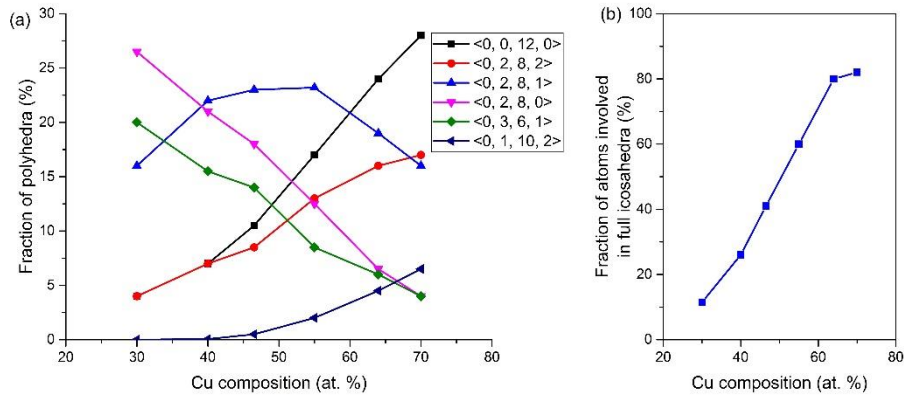 (a)
Fraction of polyhedra (%)
30
25
20
15
10
5
0
20 30 40 50 60 70 80
Cu composition (at. %)
<0, 0, 12, 0>
<0, 2, 8, 2>
<0, 2, 8, 1>
<0, 2, 8, 0>
<0, 3, 6, 1>
<0, 1, 10, 2>
(b)
Fraction of atoms involved
in full icosahedra (%)
100
80
60
40
20
0
20 40 60 80
Cu composition (at. %)